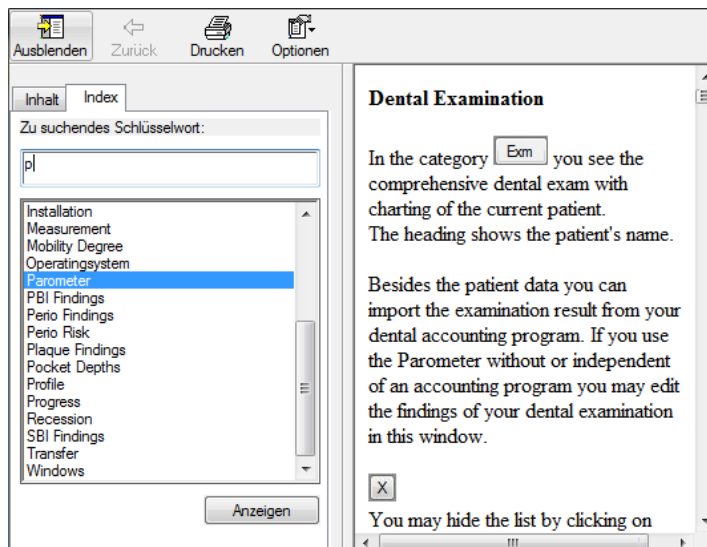 Ausblenden Zurück Drucken Optionen
Inhalt Index
Zu suchendes Schlüsselwort:
p
Installation
Measurement
Mobility Degree
Operatingsystem
Parometer
PBI Findings
Perio Findings
Perio Risk
Plaque Findings
Pocket Depths
Profile
Progress
Recession
SBI Findings
Transfer
Windows
Anzeigen
Dental Examination
In the category Exm you see the
comprehensive dental exam with
charting of the current patient.
The heading shows the patient's name.
Besides the patient data you can
import the examination result from your
dental accounting program. If you use
the Parometer without or independent
of an accounting program you may edit
the findings of your dental examination
in this window.
X
You may hide the list by clicking on